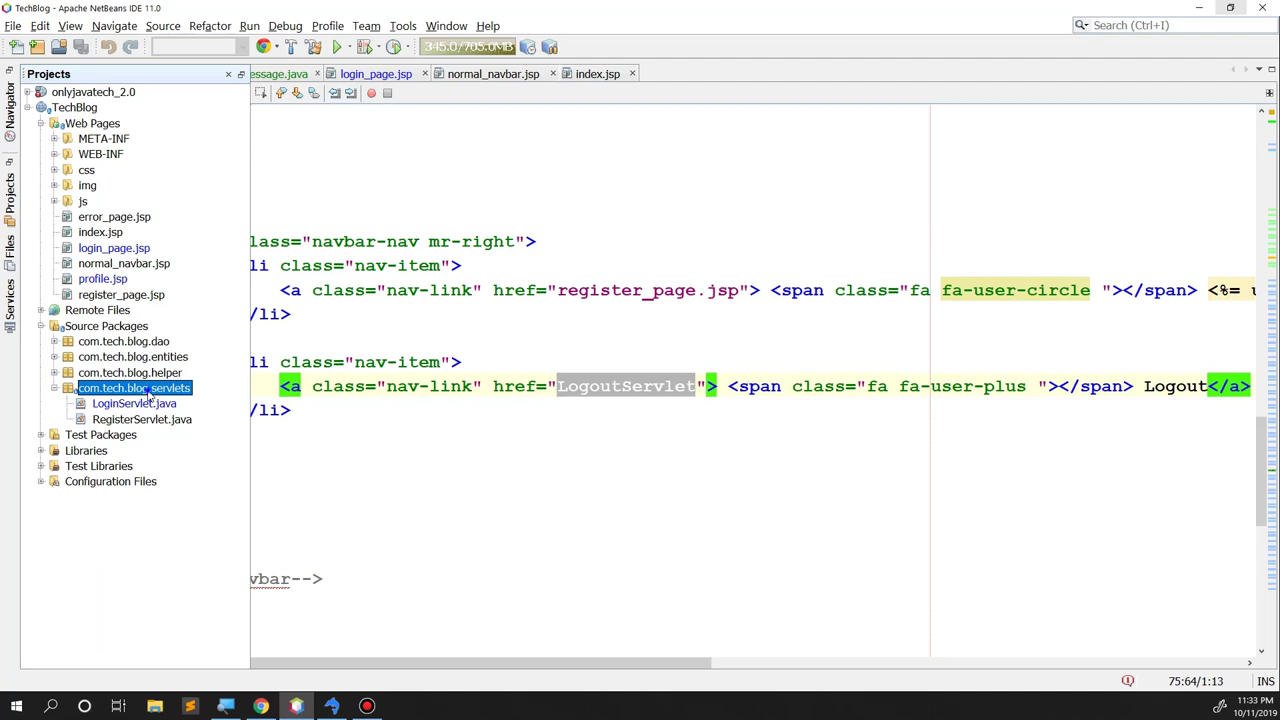 TechBlog - Apache NetBeans IDE 11.0
File Edit Navigate Source Refactor Run Debug Profile Team Tools Window Help
Search (Ctrl+I)
345.0/705.0MB
Projects
essage.java login_page.jsp normal_navbar.jsp index.jsp
Navigator
Projects
Files
Services
onlyjavatech_2.0
TechBlog
Web Pages
META-INF
WEB-INF
css
img
js
error_page.jsp
index.jsp
login_page.jsp
normal_navbar.jsp
profile.jsp
register_page.jsp
Remote Files
Source Packages
com.tech.blog.dao
com.tech.blog.entities
com.tech.blog.helper
com.tech.blog.servlets
LoginServlet.java
RegisterServlet.java
Test Packages
Libraries
Test Libraries
Configuration Files
lass="navbar-nav mr-right">
li class="nav-item">
<a class="nav-link" href="register_page.jsp"> <span class="fa fa-user-circle "></span> <%= u
/li>
li class="nav-item">
<a class="nav-link" href="LogoutServlet"> <span class="fa fa-user-plus "></span> Logout</a>
/li>
vbar-->
75:64/1:13 INS
11:33 PM
10/11/2019